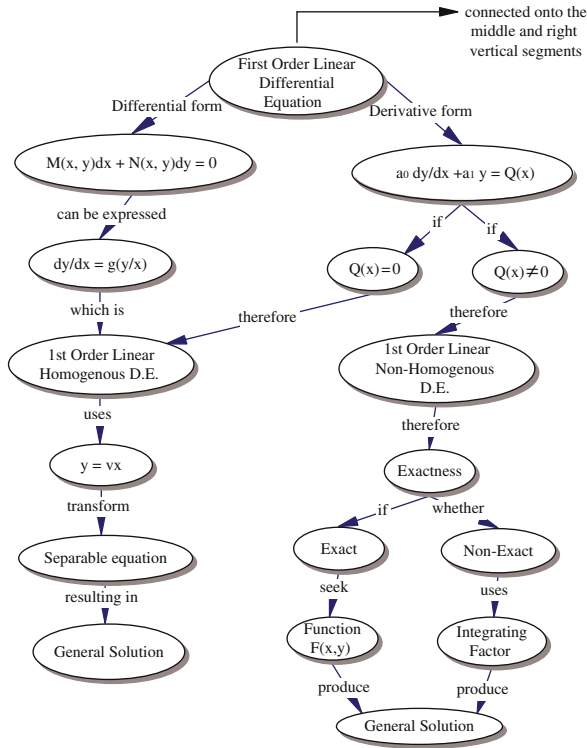 connected onto the
middle and right
vertical segments
First Order Linear
Differential
Equation
Differential form
Derivative form
M(x, y)dx + N(x, y)dy = 0
a₀ dy/dx +a₁ y = Q(x)
can be expressed
if
if
dy/dx = g(y/x)
Q(x) = 0
Q(x) ≠ 0
which is
therefore
therefore
1st Order Linear
Homogenous D.E.
1st Order Linear
Non-Homogenous
D.E.
uses
therefore
y = vx
Exactness
transform
if
whether
Separable equation
Exact
Non-Exact
resulting in
seek
uses
General Solution
Function
F(x,y)
Integrating
Factor
produce
produce
General Solution